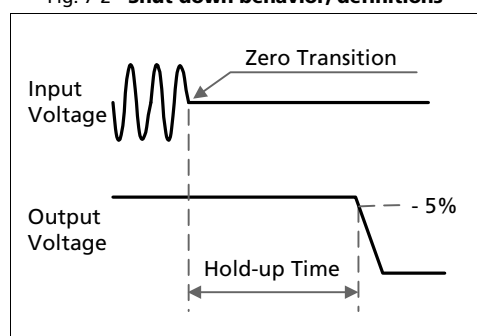 Fig. 7-2 Shut-down behavior, definitions
Zero Transition
Input
Voltage
- 5%
Output
Voltage
Hold-up Time